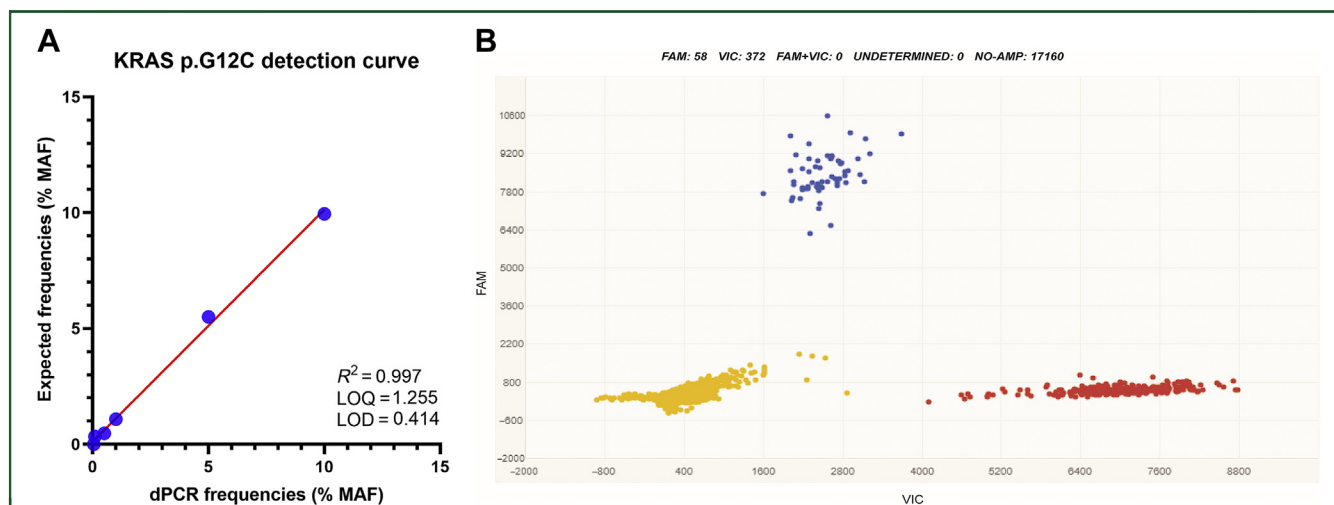 A
KRAS p.G12C detection curve
15
10
5
0
Expected frequencies (% MAF)
R² = 0.997
LOQ = 1.255
LOD = 0.414
0 5 10 15
dPCR frequencies (% MAF)
B
FAM: 58 VIC: 372 FAM+VIC: 0 UNDETERMINED: 0 NO-AMP: 17160
10600
9200
7800
6400
5000
3600
2200
800
−600
−2000
FAM
−2000 −800 400 1600 2800 4000 5200 6400 7600 8800
VIC